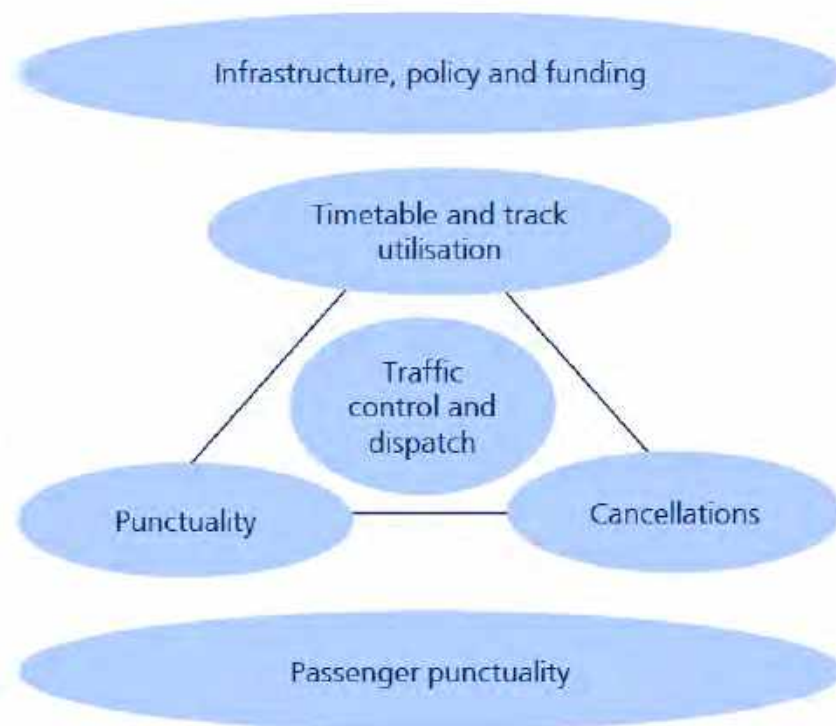 Infrastructure, policy and funding
Timetable and track
utilisation
Traffic
control and
dispatch
Punctuality
Cancellations
Passenger punctuality